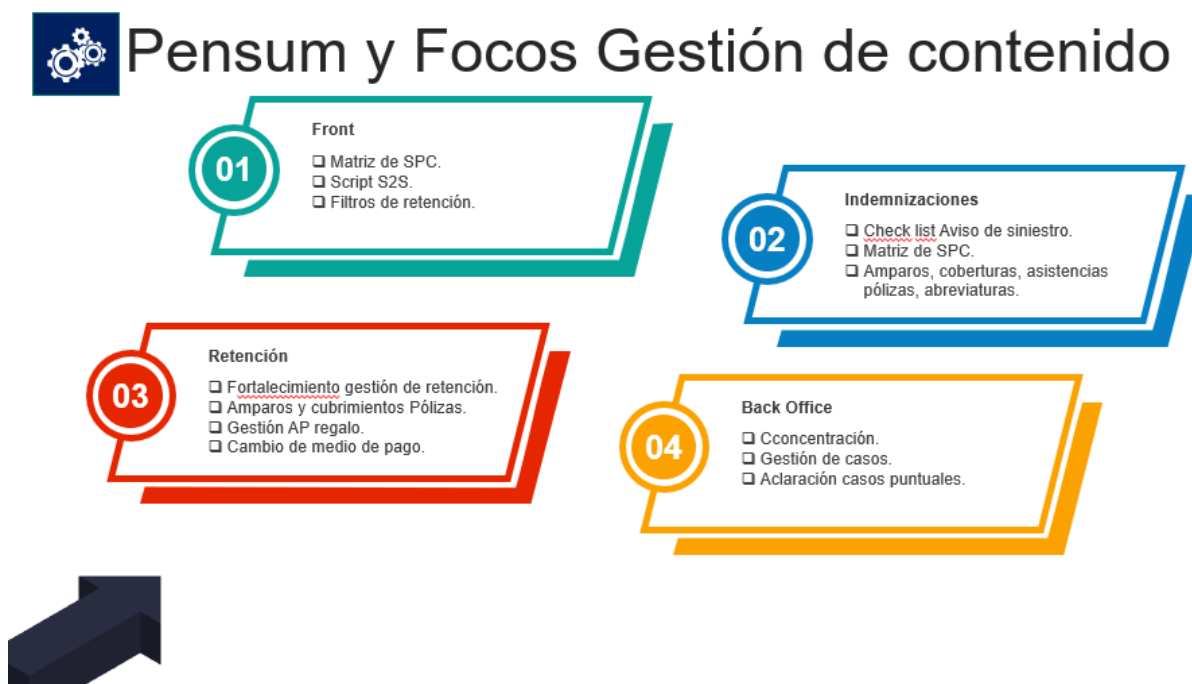 Pensum y Focos Gestión de contenido
01
Front
❑ Matriz de SPC.
❑ Script S2S.
❑ Filtros de retención.
02
Indemnizaciones
❑ Check list Aviso de siniestro.
❑ Matriz de SPC.
❑ Amparos, coberturas, asistencias
pólizas, abreviaturas.
03
Retención
❑ Fortalecimiento gestión de retención.
❑ Amparos y cubrimientos Pólizas.
❑ Gestión AP regalo.
❑ Cambio de medio de pago.
04
Back Office
❑ Cconcentración.
❑ Gestión de casos.
❑ Aclaración casos puntuales.